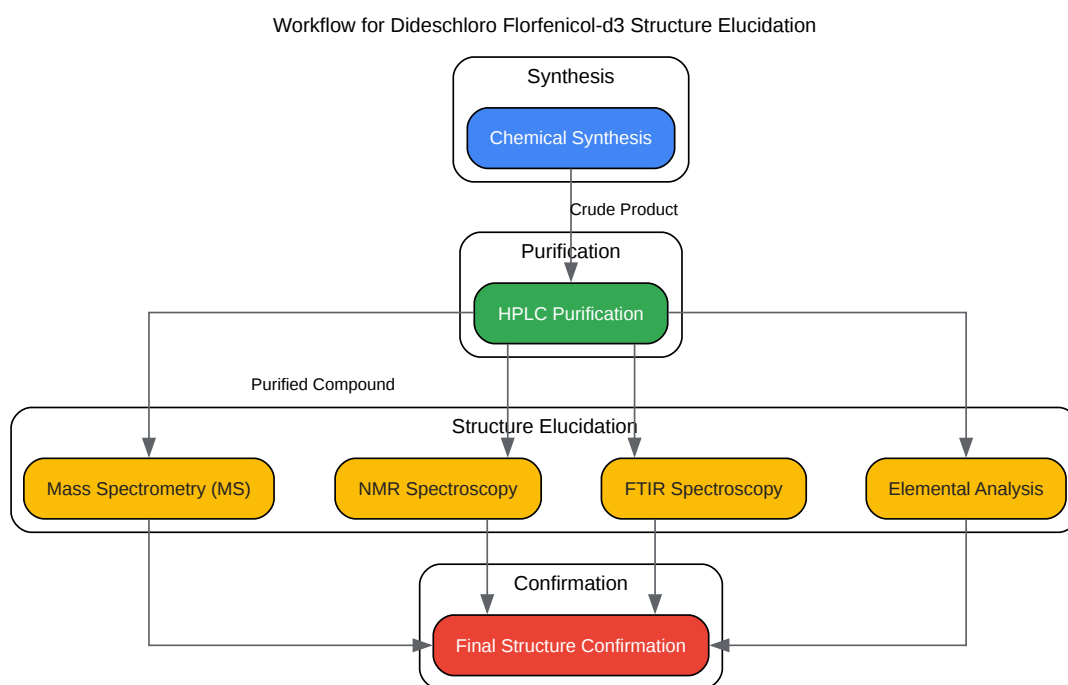 Workflow for Dideschloro Florfenicol-d3 Structure Elucidation
Synthesis
Chemical Synthesis
Crude Product
Purification
HPLC Purification
Purified Compound
Structure Elucidation
Mass Spectrometry (MS)
NMR Spectroscopy
FTIR Spectroscopy
Elemental Analysis
Confirmation
Final Structure Confirmation